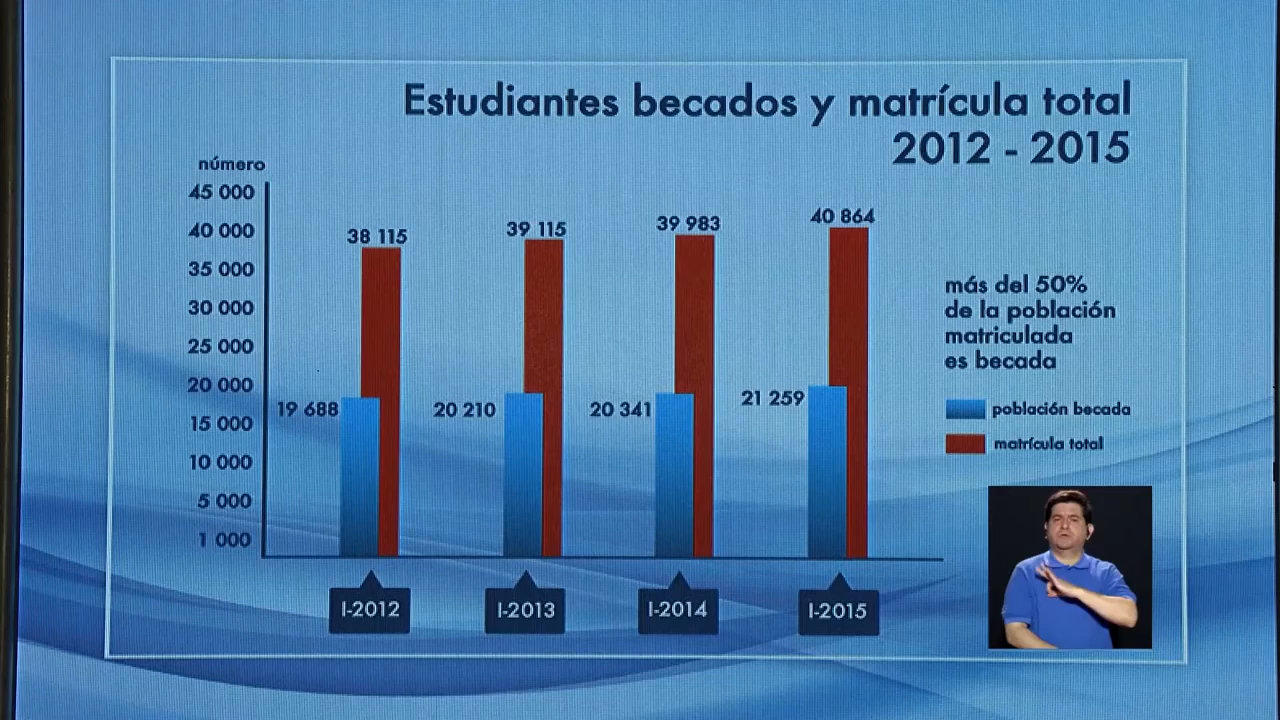 Estudiantes becados y matrícula total
2012 - 2015
número
45 000
40 000
35 000
30 000
25 000
20 000
15 000
10 000
5 000
1 000
38 115
39 115
39 983
40 864
19 688
20 210
20 341
21 259
más del 50%
de la población
matriculada
es becada
población becada
matrícula total
I-2012
I-2013
I-2014
I-2015